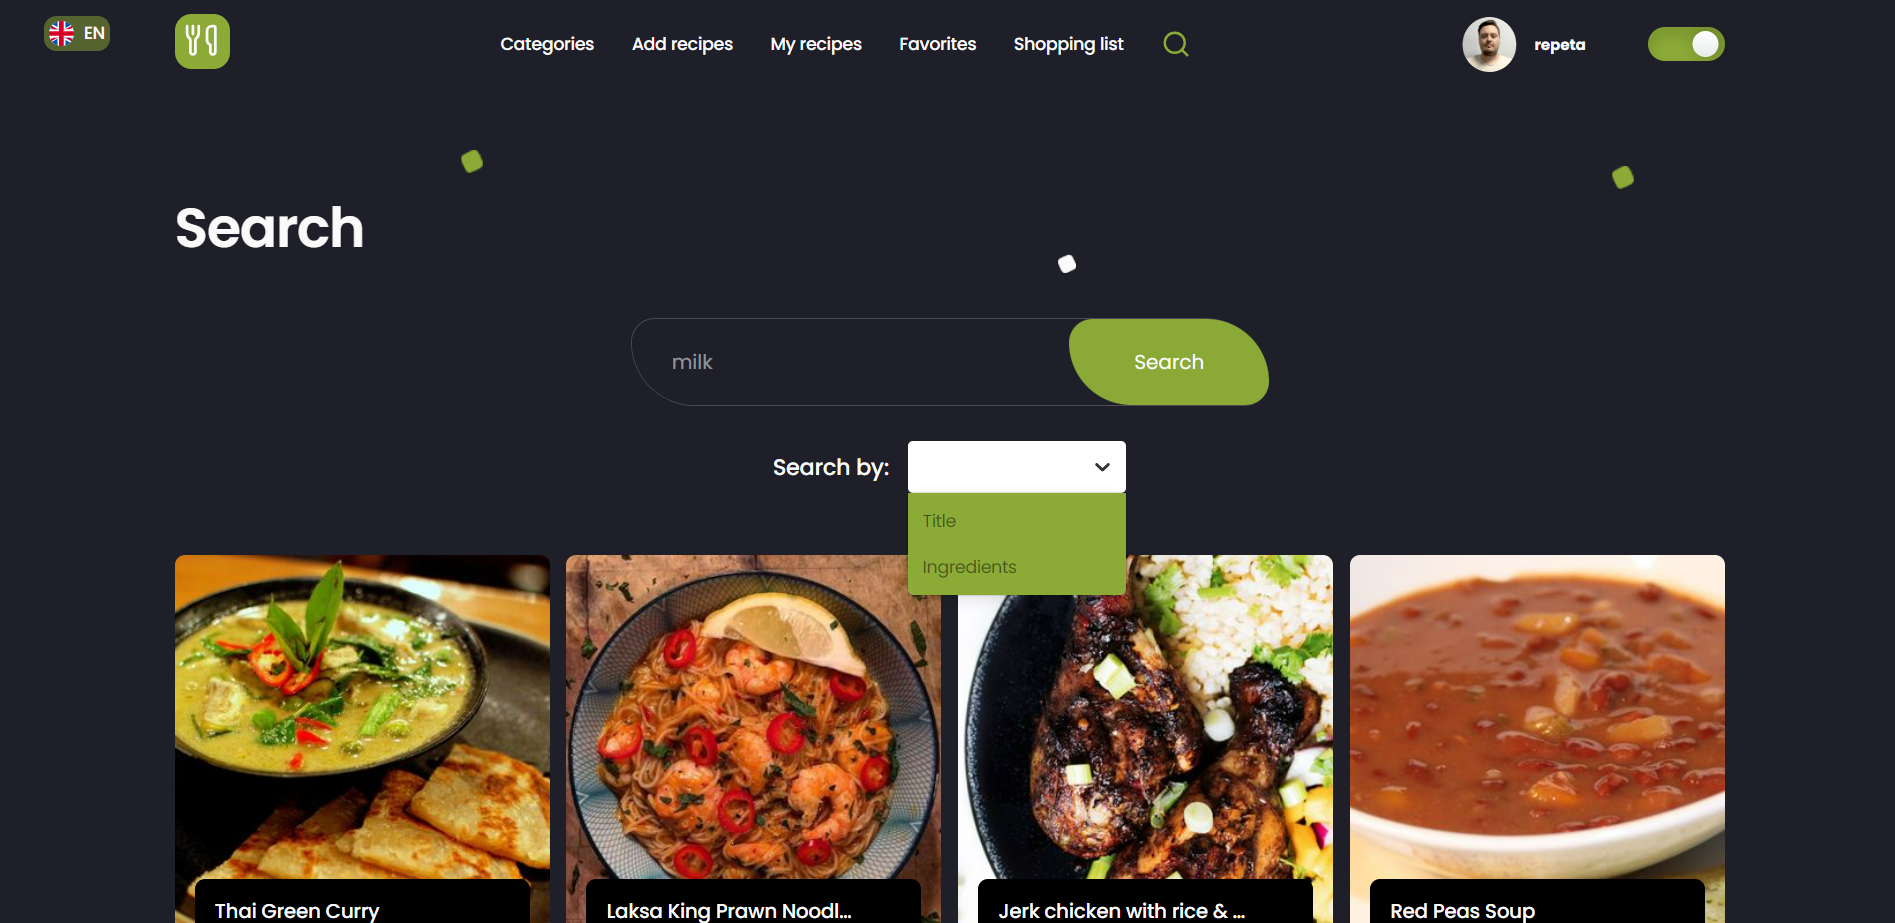 EN
Categories Add recipes My recipes Favorites Shopping list
repeta
Search
milk
Search
Search by:
Title
Ingredients
Thai Green Curry
Laksa King Prawn Noodl...
Jerk chicken with rice & ...
Red Peas Soup